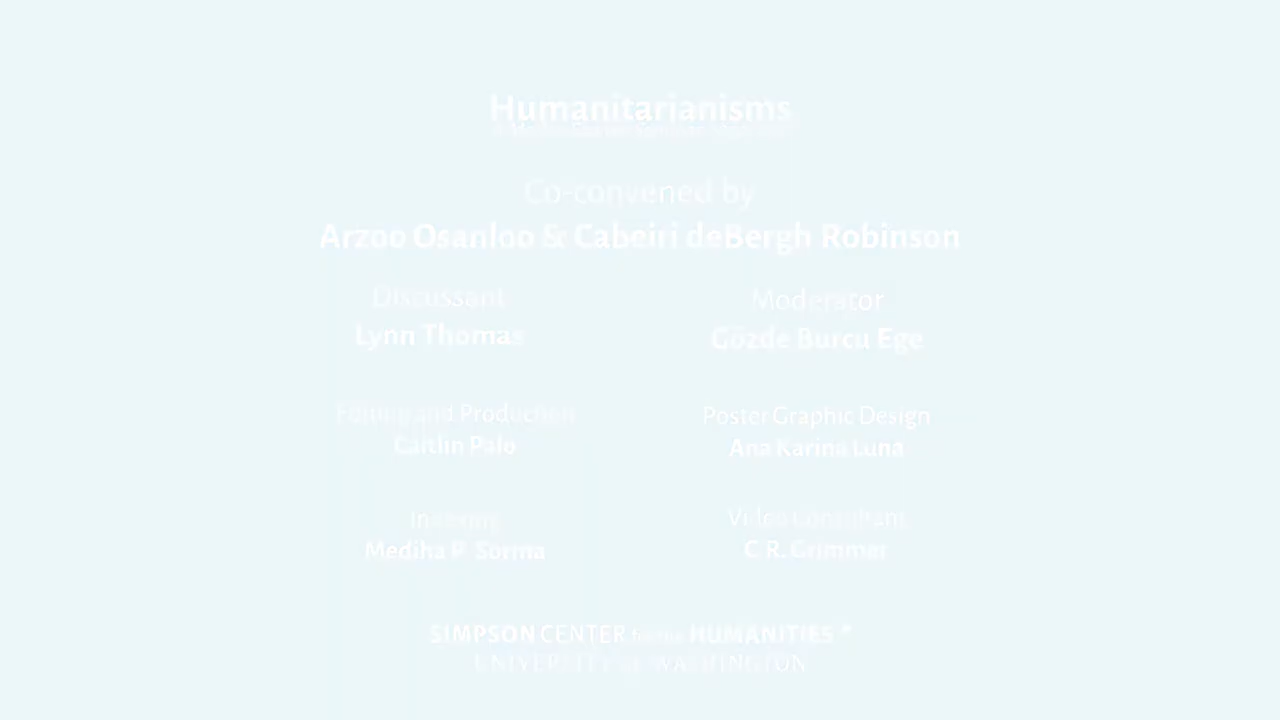 Humanitarianisms
Co-convened by
Arzoo Osanloo & Cabeiri deBergh Robinson
Discussant
Lynn Thomas
Moderator
Gözde Burcu Ege
and Production
Caitlin Palo
Poster Graphic Design
Ana Karina Luna
Indexing
Mediha P. Sorma
Video Consultant
C.R. Grimmer
SIMPSON CENTER for the HUMANITIES
UNIVERSITY of WASHINGTON